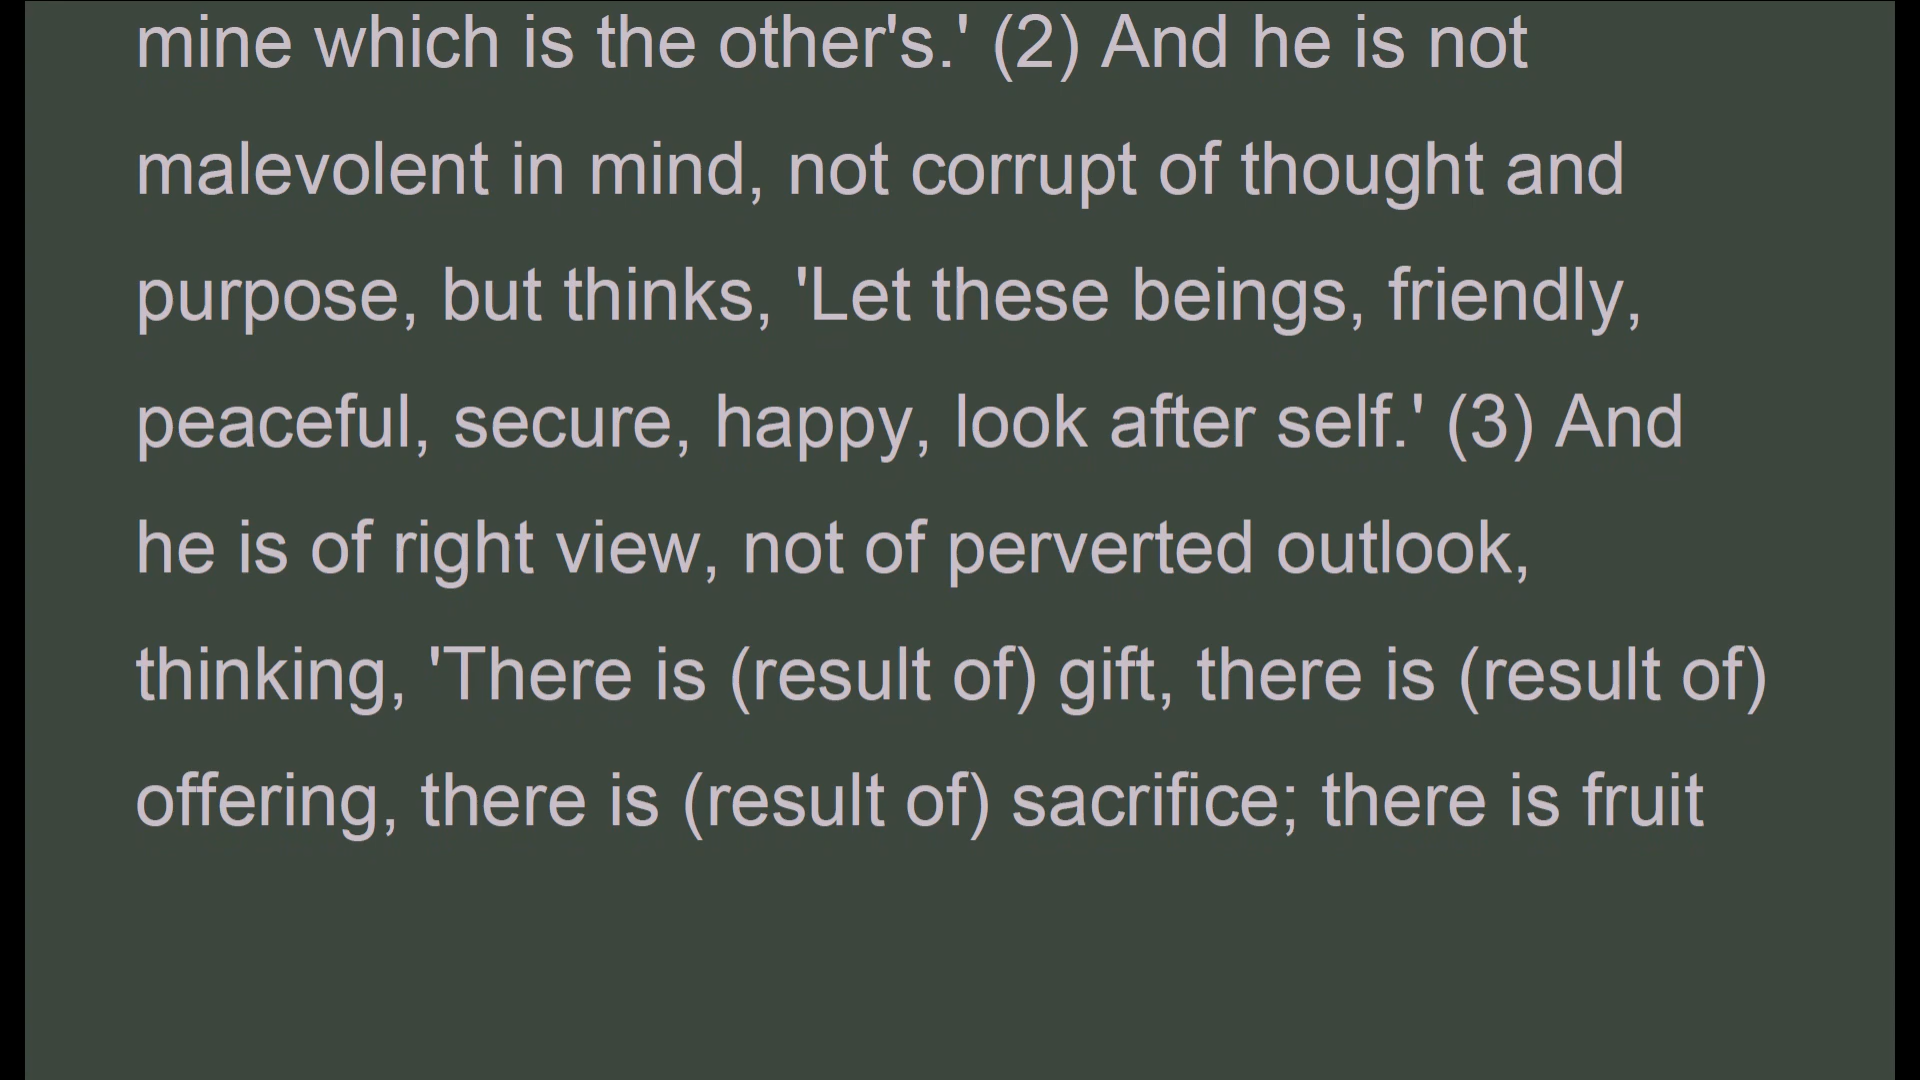 mine which is the other's.' (2) And he is not
malevolent in mind, not corrupt of thought and
purpose, but thinks, 'Let these beings, friendly,
peaceful, secure, happy, look after self.' (3) And
he is of right view, not of perverted outlook,
thinking, 'There is (result of) gift, there is (result of)
offering, there is (result of) sacrifice; there is fruit